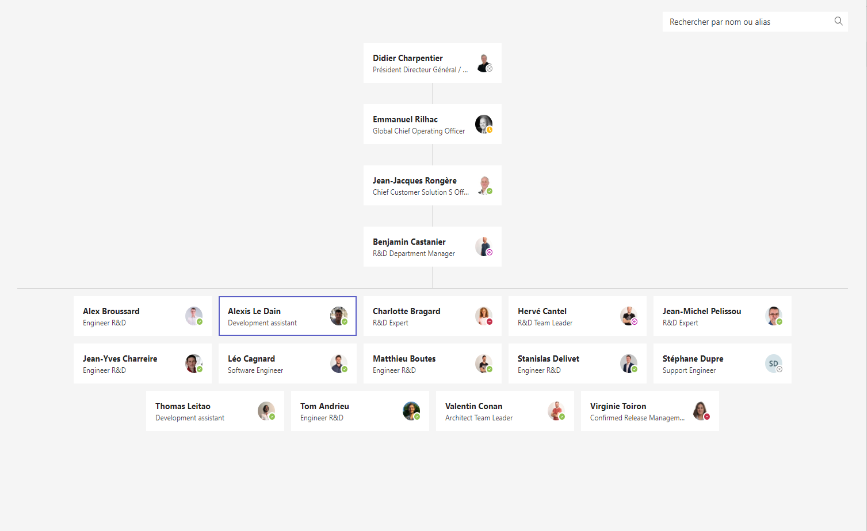 Rechercher par nom ou alias
Didier Charpentier
Président Directeur Général / ...
Emmanuel Rilhac
Global Chief Operating Officer
Jean-Jacques Rongère
Chief Customer Solution S Off...
Benjamin Castanier
R&D Department Manager
Alex Broussard
Engineer R&D
Alexis Le Dain
Development assistant
Charlotte Bragard
R&D Expert
Hervé Cantel
R&D Team Leader
Jean-Michel Pelissou
R&D Expert
Jean-Yves Charreire
Engineer R&D
Léo Cagnard
Software Engineer
Matthieu Boutes
Engineer R&D
Stanislas Delivet
Engineer R&D
Stéphane Dupre
Support Engineer
SD
Thomas Leitao
Development assistant
Tom Andrieu
Engineer R&D
Valentin Conan
Architect Team Leader
Virginie Toiron
Confirmed Release Managem...